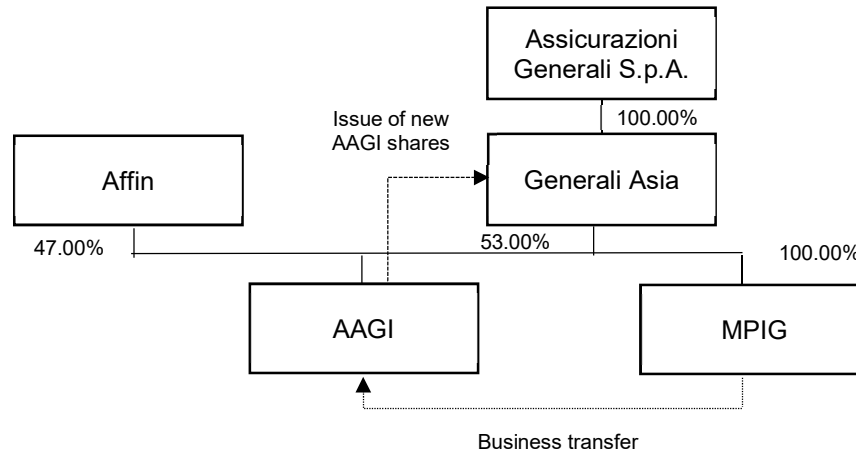 Assicurazioni
Generali S.p.A.
100.00%
Issue of new
AAGI shares
Affin
Generali Asia
47.00%
53.00%
100.00%
AAGI
MPIG
Business transfer